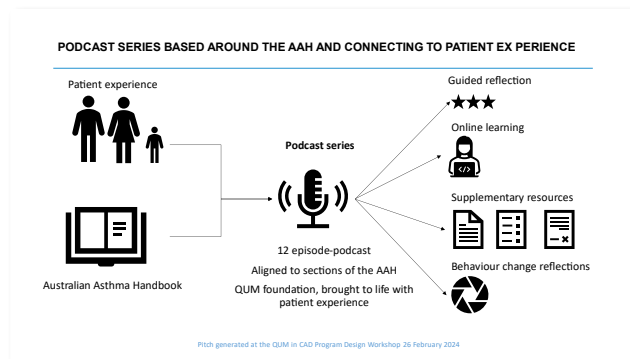 PODCAST SERIES BASED AROUND THE AAH AND CONNECTING TO PATIENT EX PERIENCE
Patient experience
Australian Asthma Handbook
Podcast series
12 episode-podcast
Aligned to sections of the AAH
QUM foundation, brought to life with
patient experience
Guided reflection
Online learning
</>
Supplementary resources
Behaviour change reflections
Pitch generated at the QUM in CAD Program Design Workshop 26 February 2024